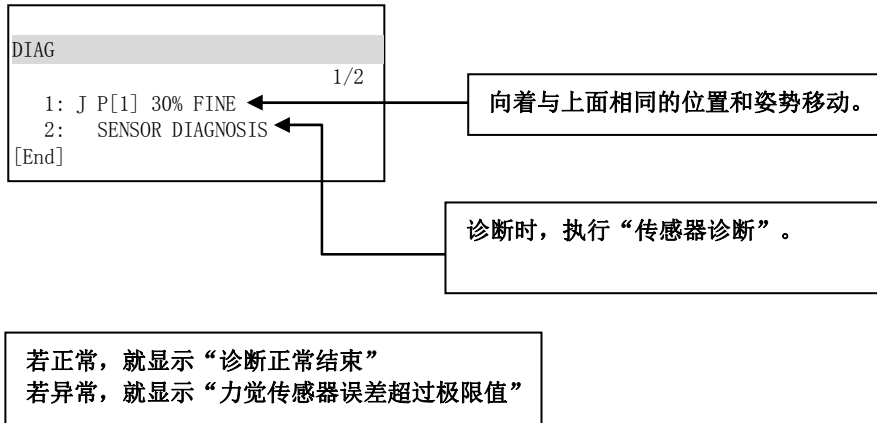 DIAG
1/2
1: J P[1] 30% FINE
2: SENSOR DIAGNOSIS
[End]
向着与上面相同的位置和姿势移动。
诊断时，执行“传感器诊断”。
若正常，就显示“诊断正常结束”
若异常，就显示“力觉传感器误差超过极限值”